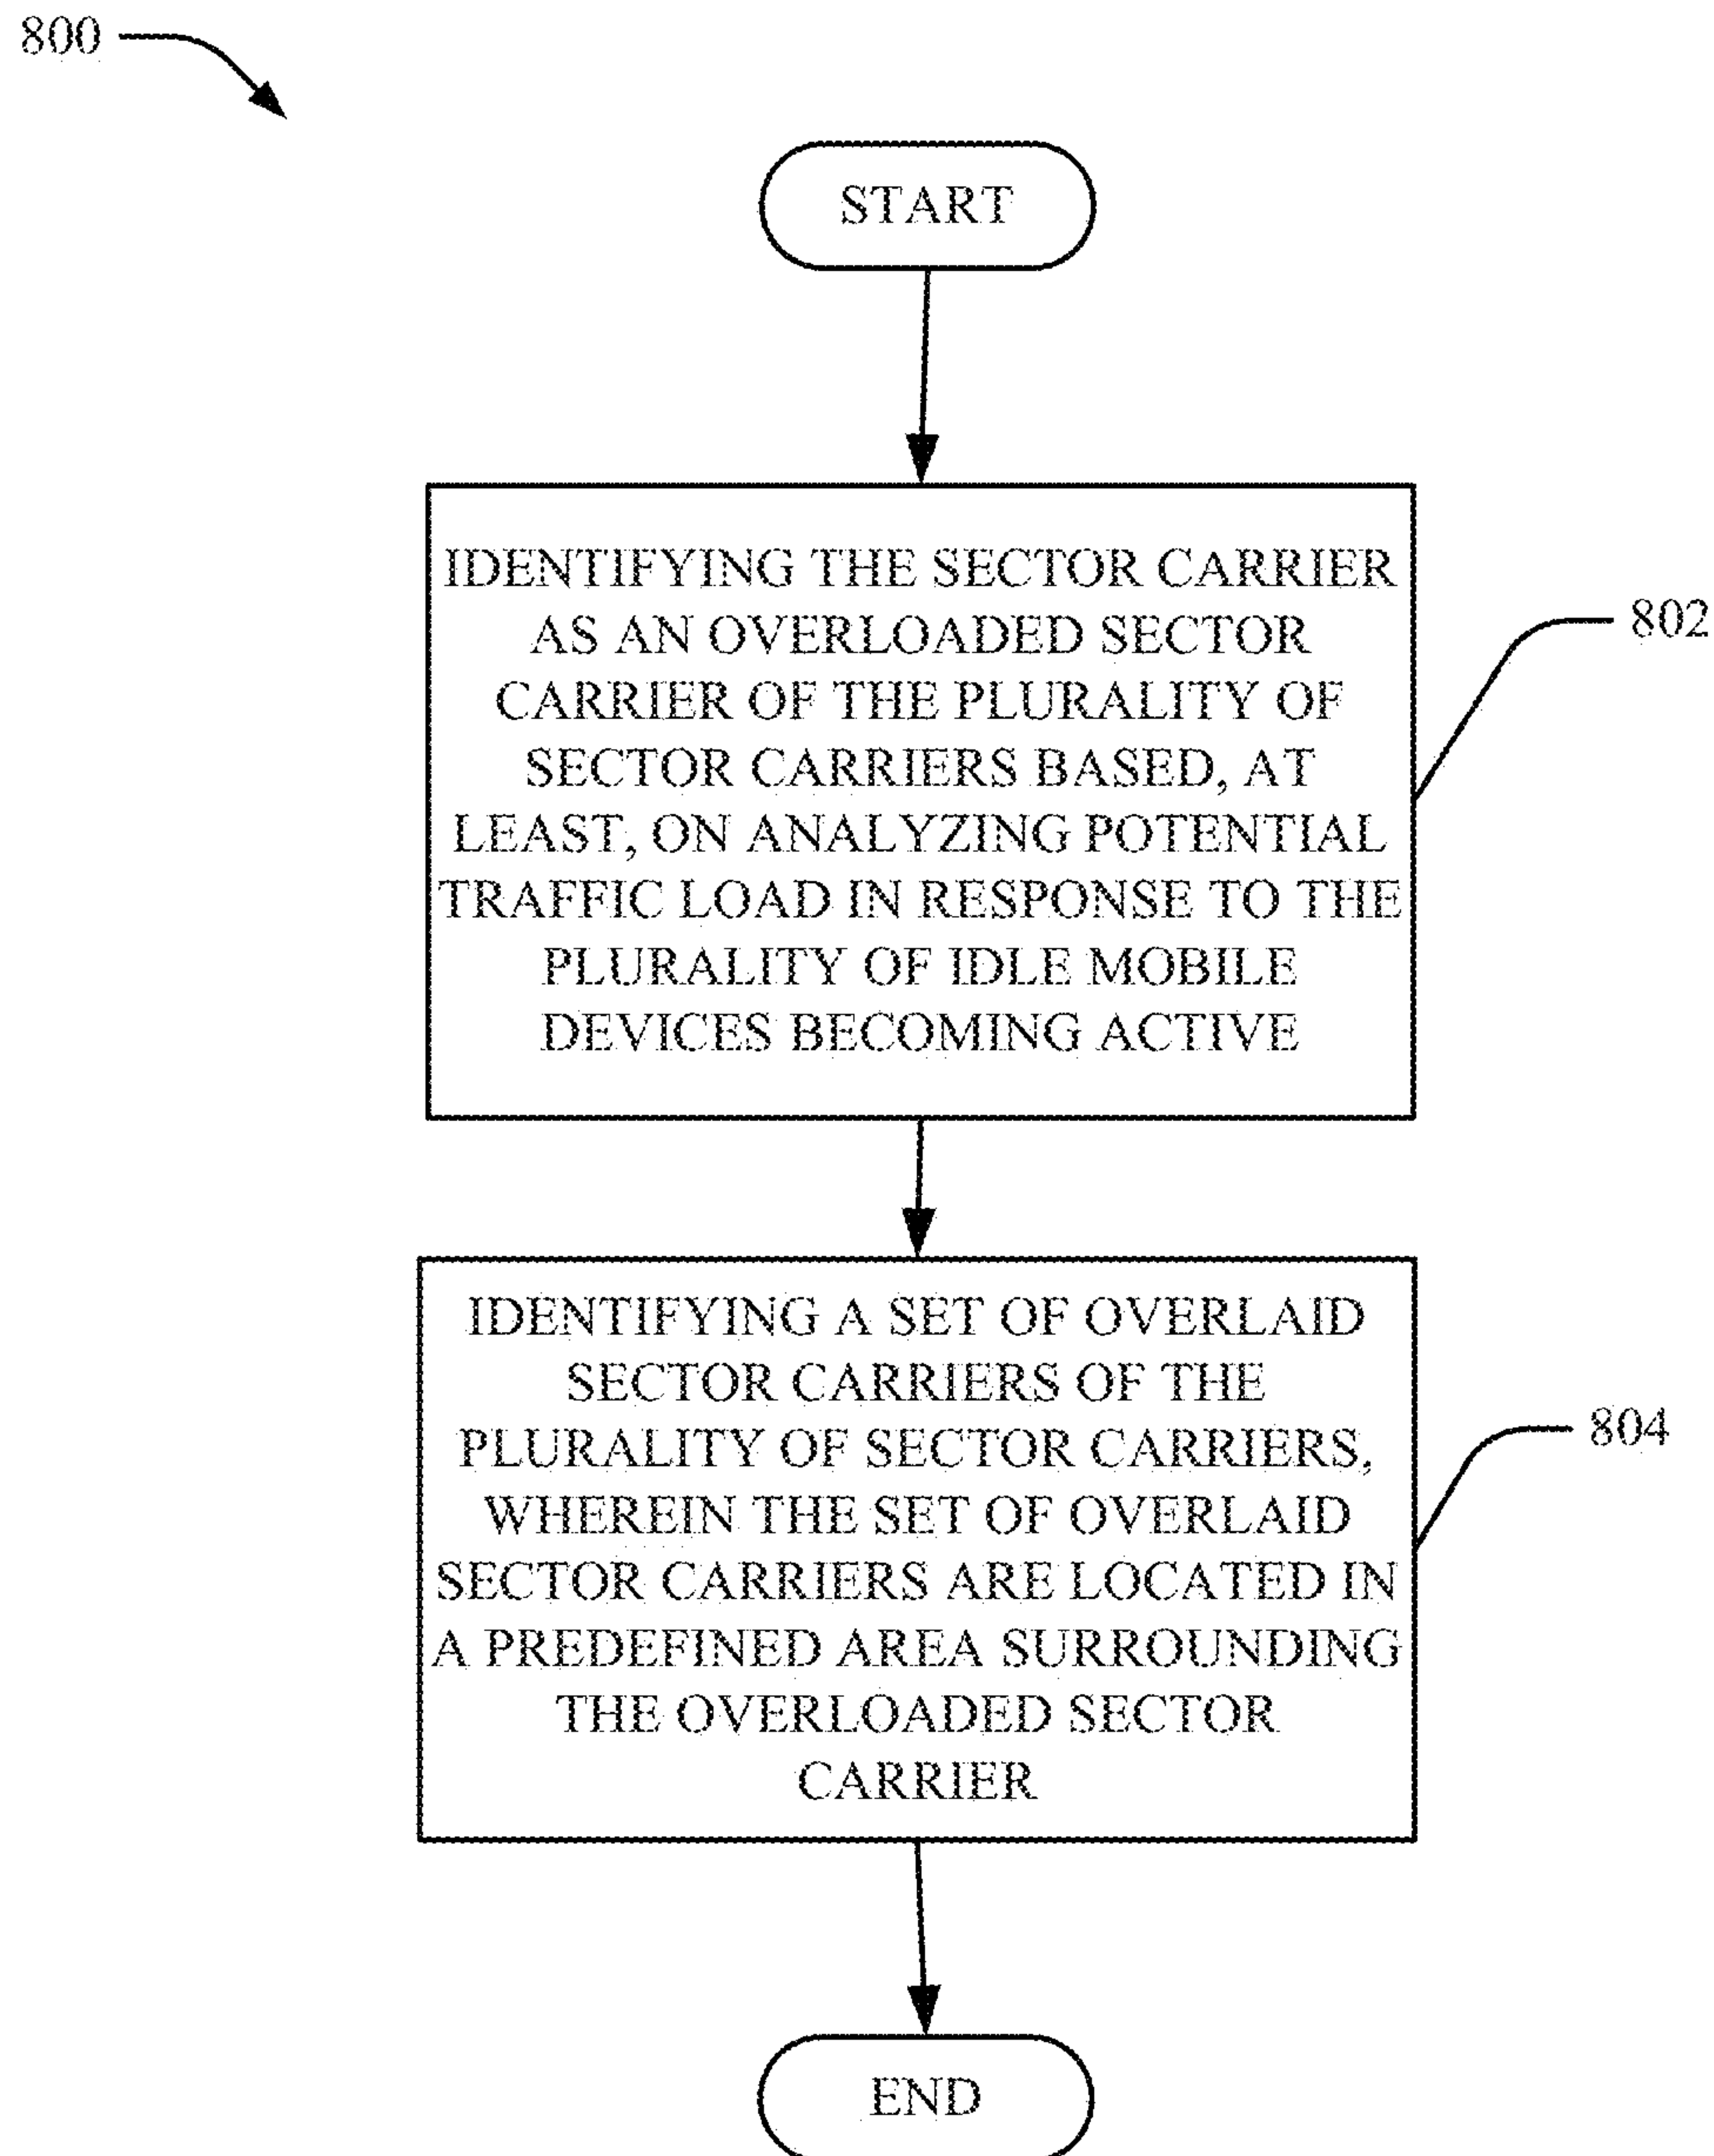 800
START
IDENTIFYING THE SECTOR CARRIER
AS AN OVERLOADED SECTOR
CARRIER OF THE PLURALITY OF
SECTOR CARRIERS BASED, AT
LEAST, ON ANALYZING POTENTIAL
TRAFFIC LOAD IN RESPONSE TO THE
PLURALITY OF IDLE MOBILE
DEVICES BECOMING ACTIVE
802
IDENTIFYING A SET OF OVERLAID
SECTOR CARRIERS OF THE
PLURALITY OF SECTOR CARRIERS,
WHEREIN THE SET OF OVERLAID
SECTOR CARRIERS ARE LOCATED IN
A PREDEFINED AREA SURROUNDING
THE OVERLOADED SECTOR
CARRIER
804
END